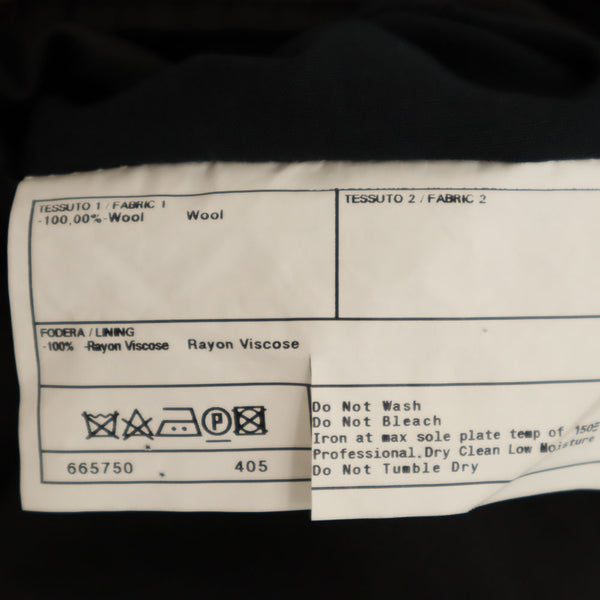 TESSUTO 1 / FABRIC 1
-100,00%-Wool Wool
TESSUTO 2 / FABRIC 2
FODERA / LINING
-100% -Rayon Viscose Rayon Viscose
P
665750 405
Do Not Wash
Do Not Bleach
Iron at max sole plate temp of 150
Professional.Dry Clean Low Moisture
Do Not Tumble Dry